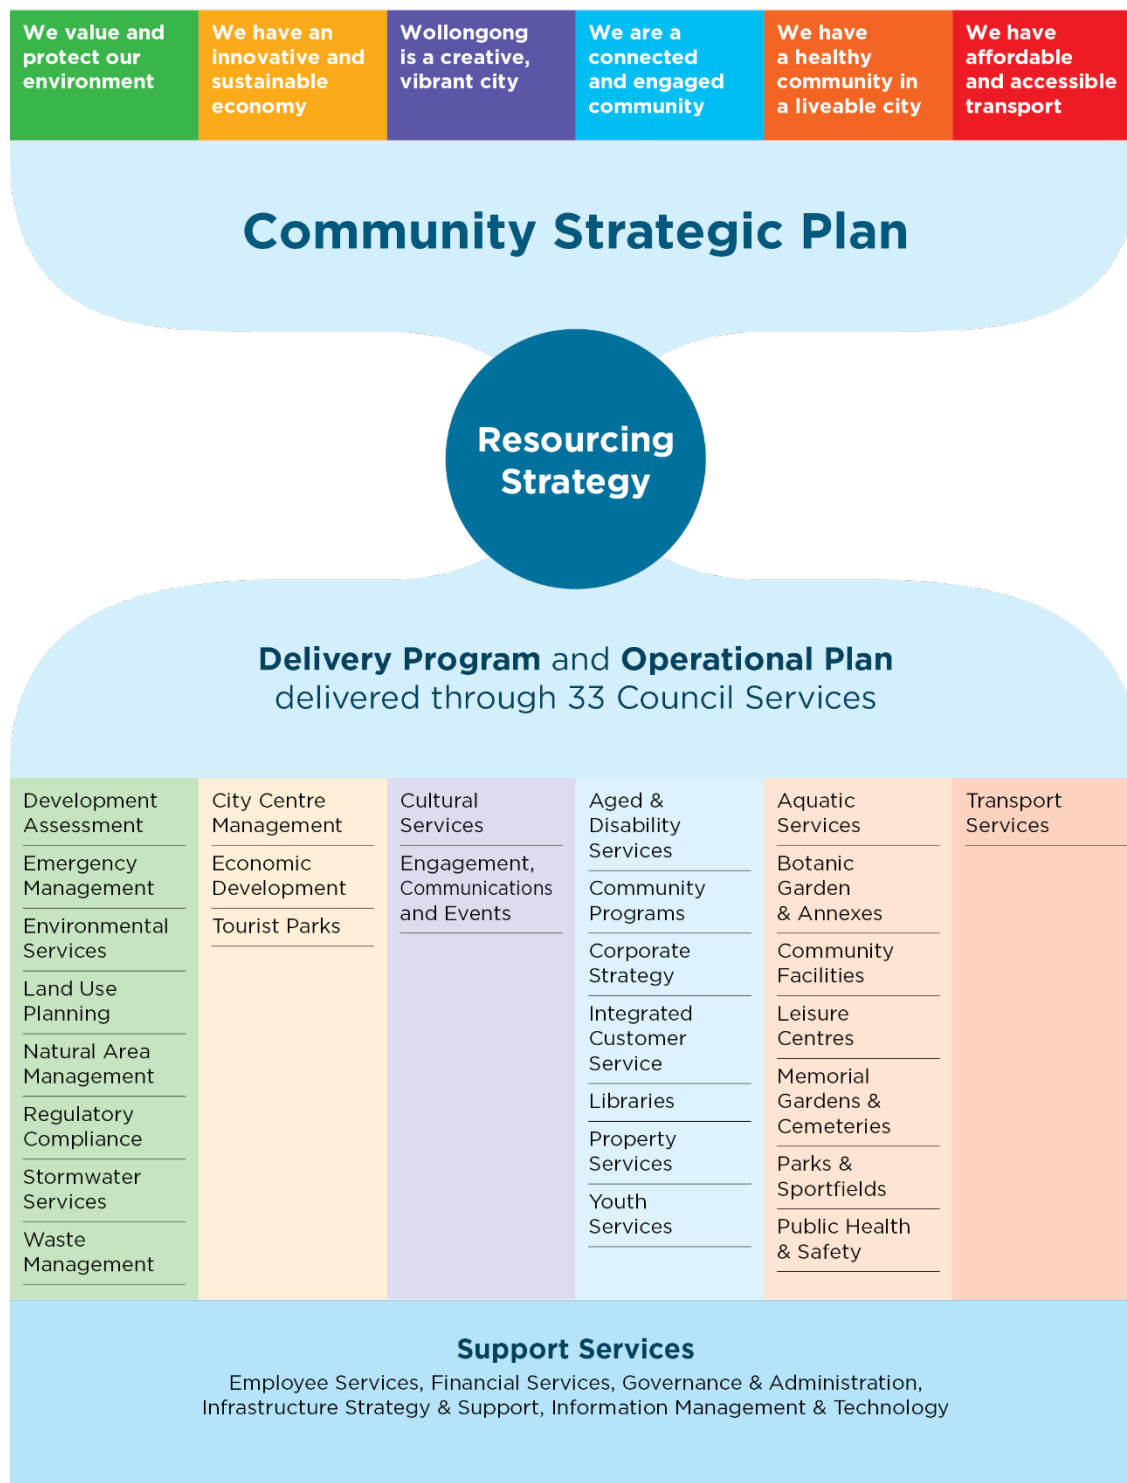 We value and
protect our
environment
We have an
innovative and
sustainable
economy
Wollongong
is a creative,
vibrant city
We are a
connected
and engaged
community
We have
a healthy
community in
a liveable city
We have
affordable
and accessible
transport
Community Strategic Plan
Resourcing
Strategy
Delivery Program and Operational Plan
delivered through 33 Council Services
Development
Assessment
Emergency
Management
Environmental
Services
Land Use
Planning
Natural Area
Management
Regulatory
Compliance
Stormwater
Services
Waste
Management
City Centre
Management
Economic
Development
Tourist Parks
Cultural
Services
Engagement,
Communications
and Events
Aged &
Disability
Services
Community
Programs
Corporate
Strategy
Integrated
Customer
Service
Libraries
Property
Services
Youth
Services
Aquatic
Services
Botanic
Garden
& Annexes
Community
Facilities
Leisure
Centres
Memorial
Gardens &
Cemeteries
Parks &
Sportfields
Public Health
& Safety
Transport
Services
Support Services
Employee Services, Financial Services, Governance & Administration,
Infrastructure Strategy & Support, Information Management & Technology